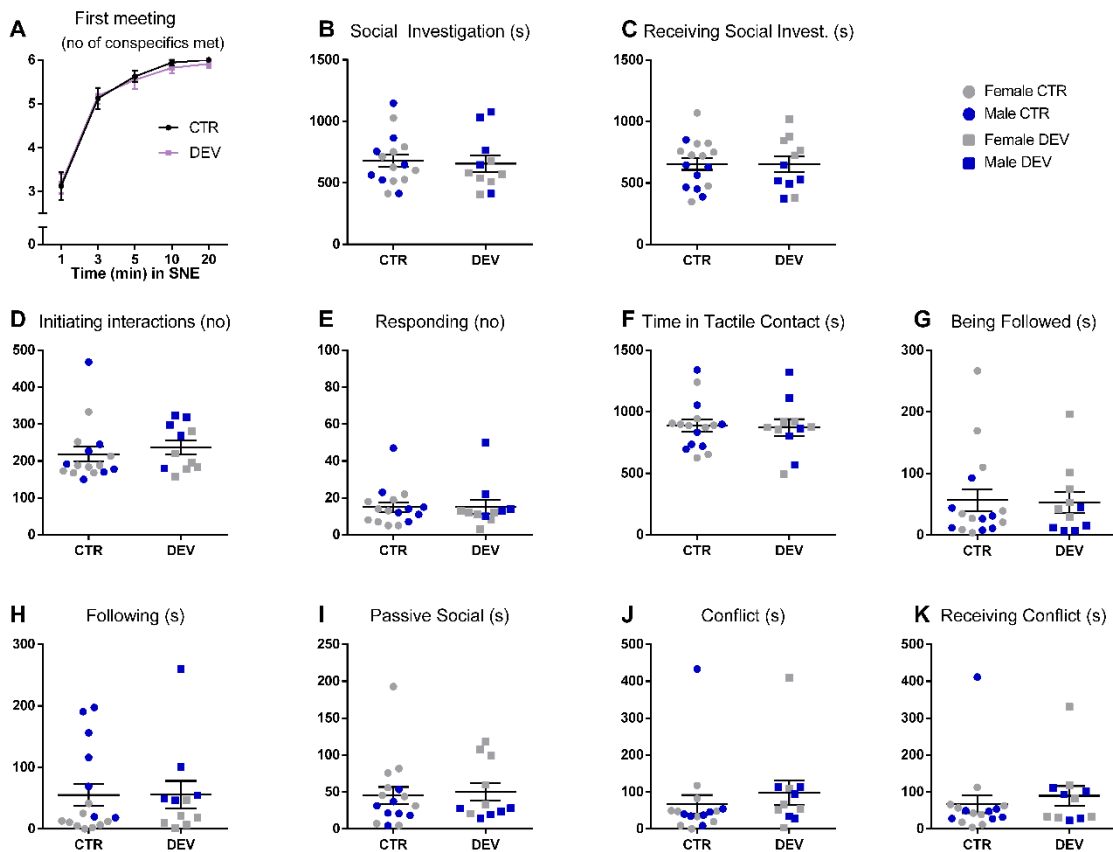 A
First meeting
(no of conspecifics met)
6
5
4
3
0
1
3
5
10
20
Time (min) in SNE
CTR
DEV
B
Social Investigation (s)
1500
1000
500
0
CTR
DEV
C
Receiving Social Invest. (s)
1500
1000
500
0
CTR
DEV
Female CTR
Male CTR
Female DEV
Male DEV
D
Initiating interactions (no)
500
400
300
200
100
0
CTR
DEV
E
Responding (no)
100
80
60
40
20
0
CTR
DEV
F
Time in Tactile Contact (s)
1500
1000
500
0
CTR
DEV
G
Being Followed (s)
300
200
100
0
CTR
DEV
H
Following (s)
300
200
100
0
CTR
DEV
I
Passive Social (s)
250
200
150
100
50
0
CTR
DEV
J
Conflict (s)
500
400
300
200
100
0
CTR
DEV
K
Receiving Conflict (s)
500
400
300
200
100
0
CTR
DEV